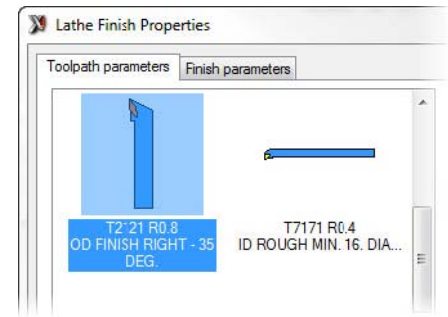 Lathe Finish Properties
Toolpath parameters
Finish parameters
T2121 R0.8
OD FINISH RIGHT - 35
DEG.
T7171 R0.4
ID ROUGH MIN. 16. DIA...